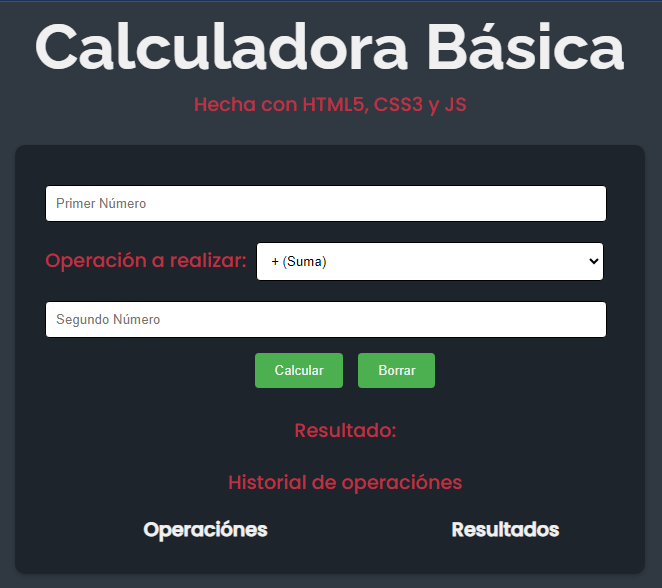 Calculadora Básica
Hecha con HTML5, CSS3 y JS
Primer Número
Operación a realizar: + (Suma)
Segundo Número
Calcular Borrar
Resultado:
Historial de operaciónes
Operaciónes Resultados